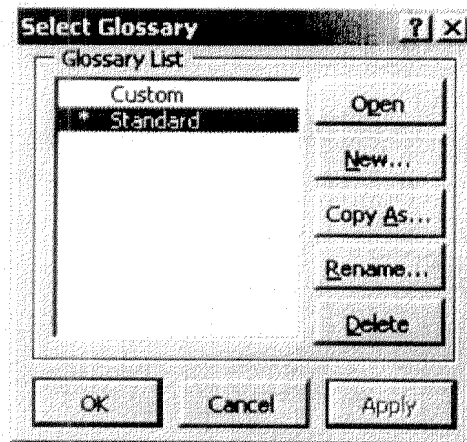 Select Glossary ? ×
Glossary List
Custom
* Standard
Open
New...
Copy As...
Rename...
Delete
OK Cancel Apply